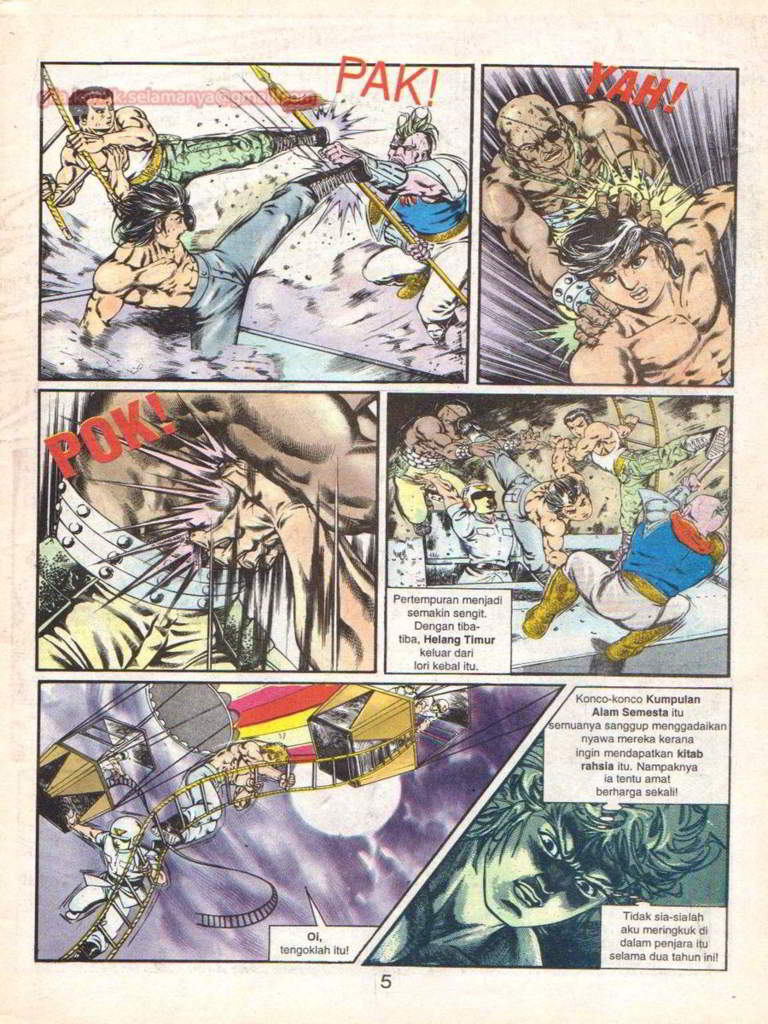 PAK!
YAH!
POK!
Pertempuran menjadi
semakin sengit.
Dengan tiba-
tiba, Helang Timur
keluar dari
lori kebal itu.
Oi,
tengoklah itu!
Konco-konco Kumpulan
Alam Semesta itu
semuanya sanggup menggadaikan
nyawa mereka kerana
ingin mendapatkan kitab
rahsia itu. Nampaknya
ia tentu amat
berharga sekali!
Tidak sia-sialah
aku meringkuk di
dalam penjara itu
selama dua tahun ini!
5